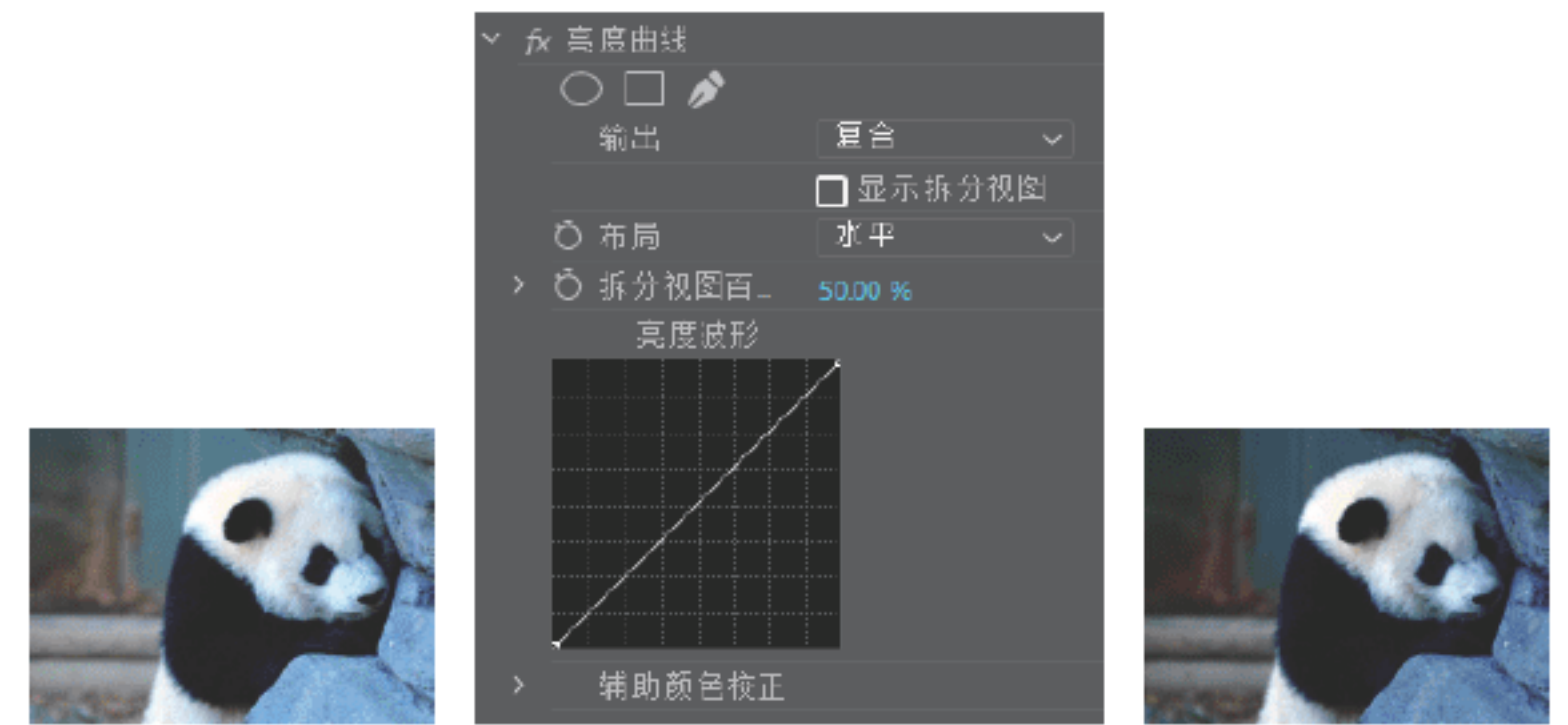 fx 亮度曲线
输出 复合
显示拆分视图
布局 水平
拆分视图百... 50.00 %
亮度波形
辅助颜色校正